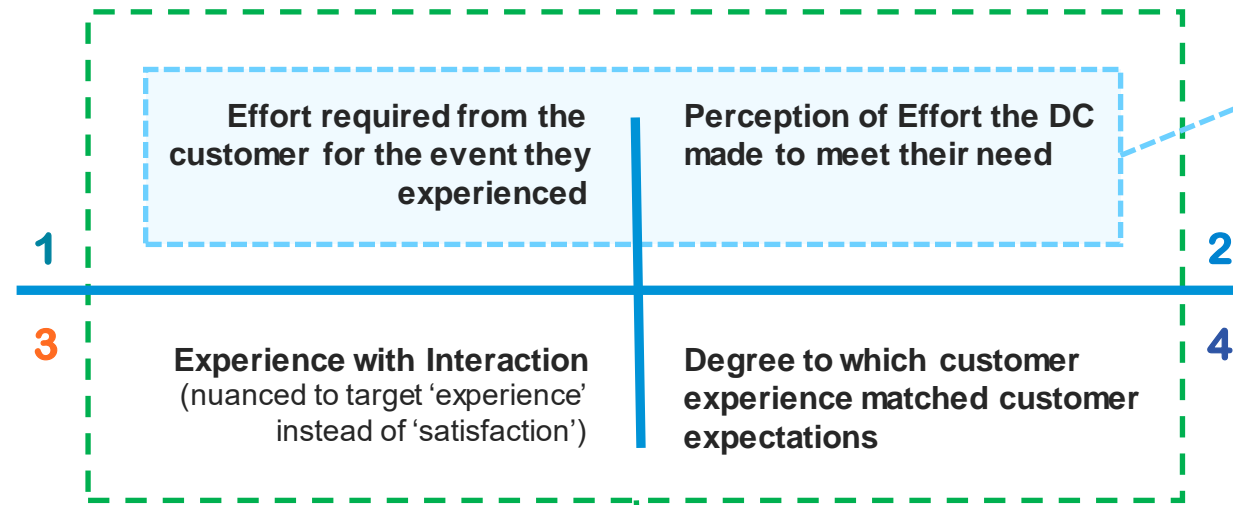 Effort required from the
customer for the event they
experienced
Perception of Effort the DC
made to meet their need
1
2
3
Experience with Interaction
(nuanced to target ‘experience’
instead of ‘satisfaction’)
Degree to which customer
experience matched customer
expectations
4